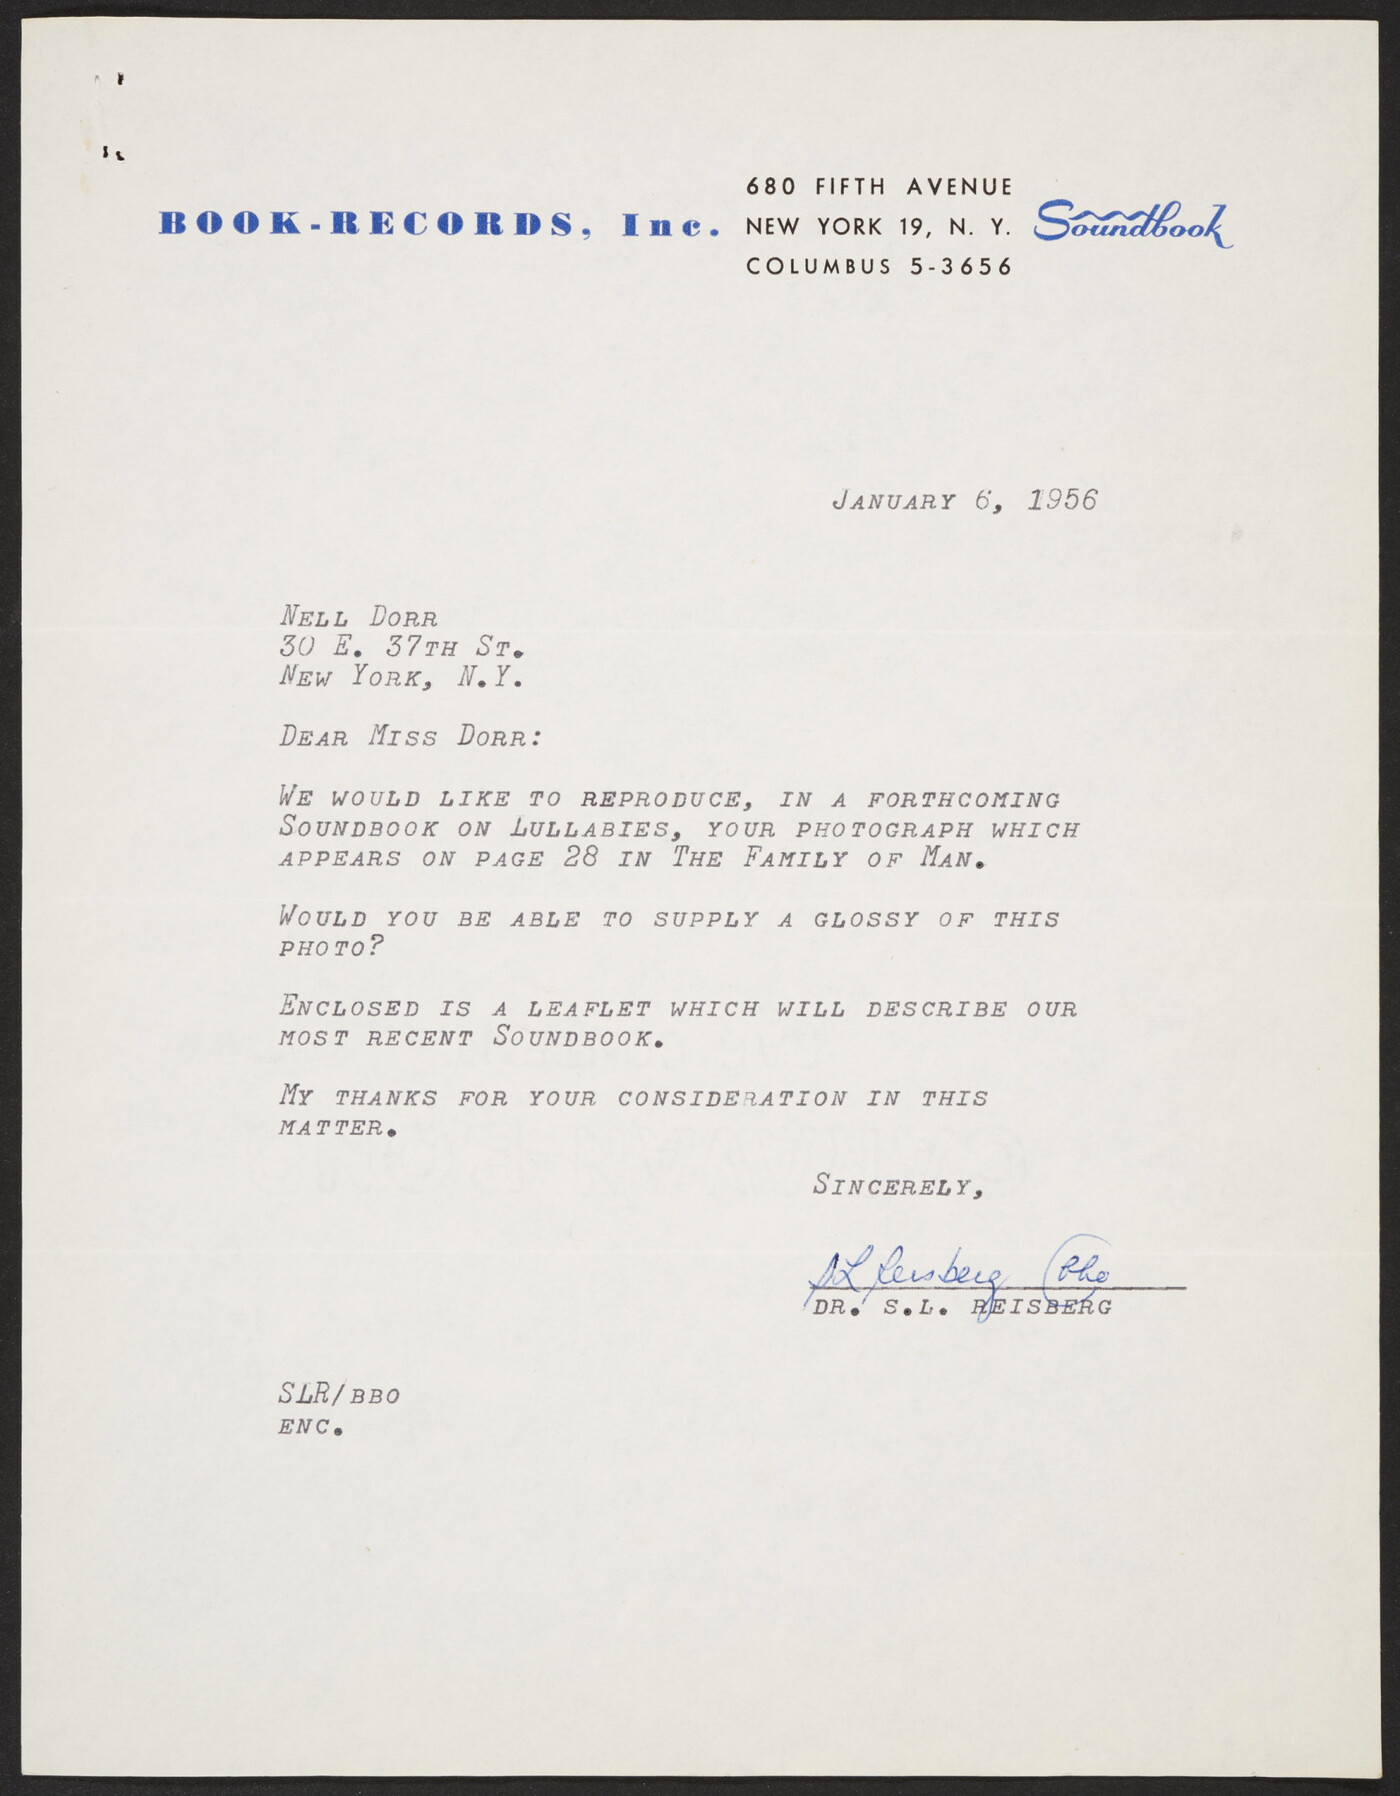 BOOK-RECORDS, Inc.
680 FIFTH AVENUE
NEW YORK 19, N. Y.
COLUMBUS 5-3656
Soundbook
JANUARY 6, 1956
NELL DORR
30 E. 37TH ST.
NEW YORK, N.Y.
DEAR MISS DORR:
WE WOULD LIKE TO REPRODUCE, IN A FORTHCOMING
SOUNDBOOK ON LULLABIES, YOUR PHOTOGRAPH WHICH
APPEARS ON PAGE 28 IN THE FAMILY OF MAN.
WOULD YOU BE ABLE TO SUPPLY A GLOSSY OF THIS
PHOTO?
ENCLOSED IS A LEAFLET WHICH WILL DESCRIBE OUR
MOST RECENT SOUNDBOOK.
MY THANKS FOR YOUR CONSIDERATION IN THIS
MATTER.
SINCERELY,
SL Reisberg
DR. S.L. REISBERG
SLR/BBO
ENC.